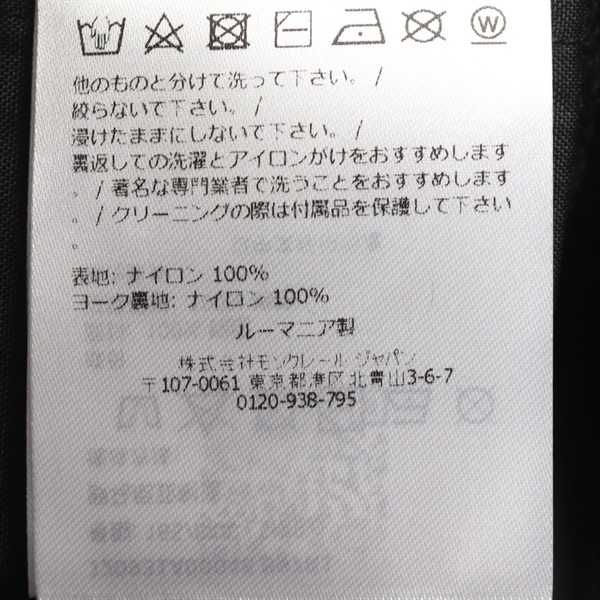 W
他のものと分けて洗って下さい。 /
絞らないで下さい。 /
浸けたままにしないで下さい。 /
裏返しての洗濯とアイロンがけをおすすめします
。 / 著名な専門業者で洗うことをおすすめします
。 / クリーニングの際は付属品を保護して下さい
。
表地: ナイロン 100%
ヨーク裏地: ナイロン 100%
ルーマニア製
株式会社モンクレール ジャパン
〒107-0061 東京都港区北青山3-6-7
0120-938-795